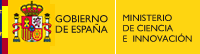 GOBIERNO
DE ESPAÑA
MINISTERIO
DE CIENCIA
E INNOVACIÓN